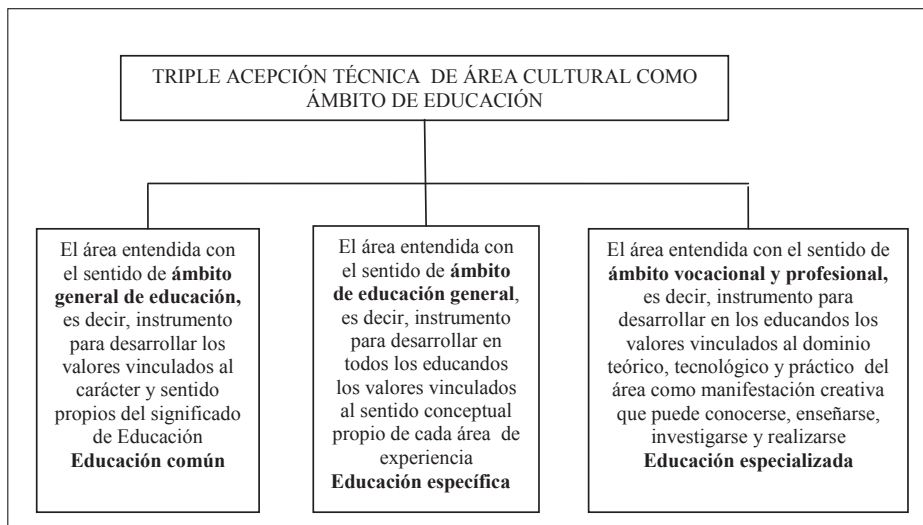 TRIPLE ACEPCIÓN TÉCNICA DE ÁREA CULTURAL COMO
ÁMBITO DE EDUCACIÓN
El área entendida con
el sentido de ámbito
general de educación,
es decir, instrumento
para desarrollar los
valores vinculados al
carácter y sentido
propios del significado
de Educación
Educación común
El área entendida con
el sentido de ámbito
de educación general,
es decir, instrumento
para desarrollar en
todos los educandos
los valores vinculados
al sentido conceptual
propio de cada área de
experiencia
Educación específica
El área entendida con el sentido de
ámbito vocacional y profesional,
es decir, instrumento para
desarrollar en los educandos los
valores vinculados al dominio
teórico, tecnológico y práctico del
área como manifestación creativa
que puede conocerse, enseñarse,
investigarse y realizarse
Educación especializada